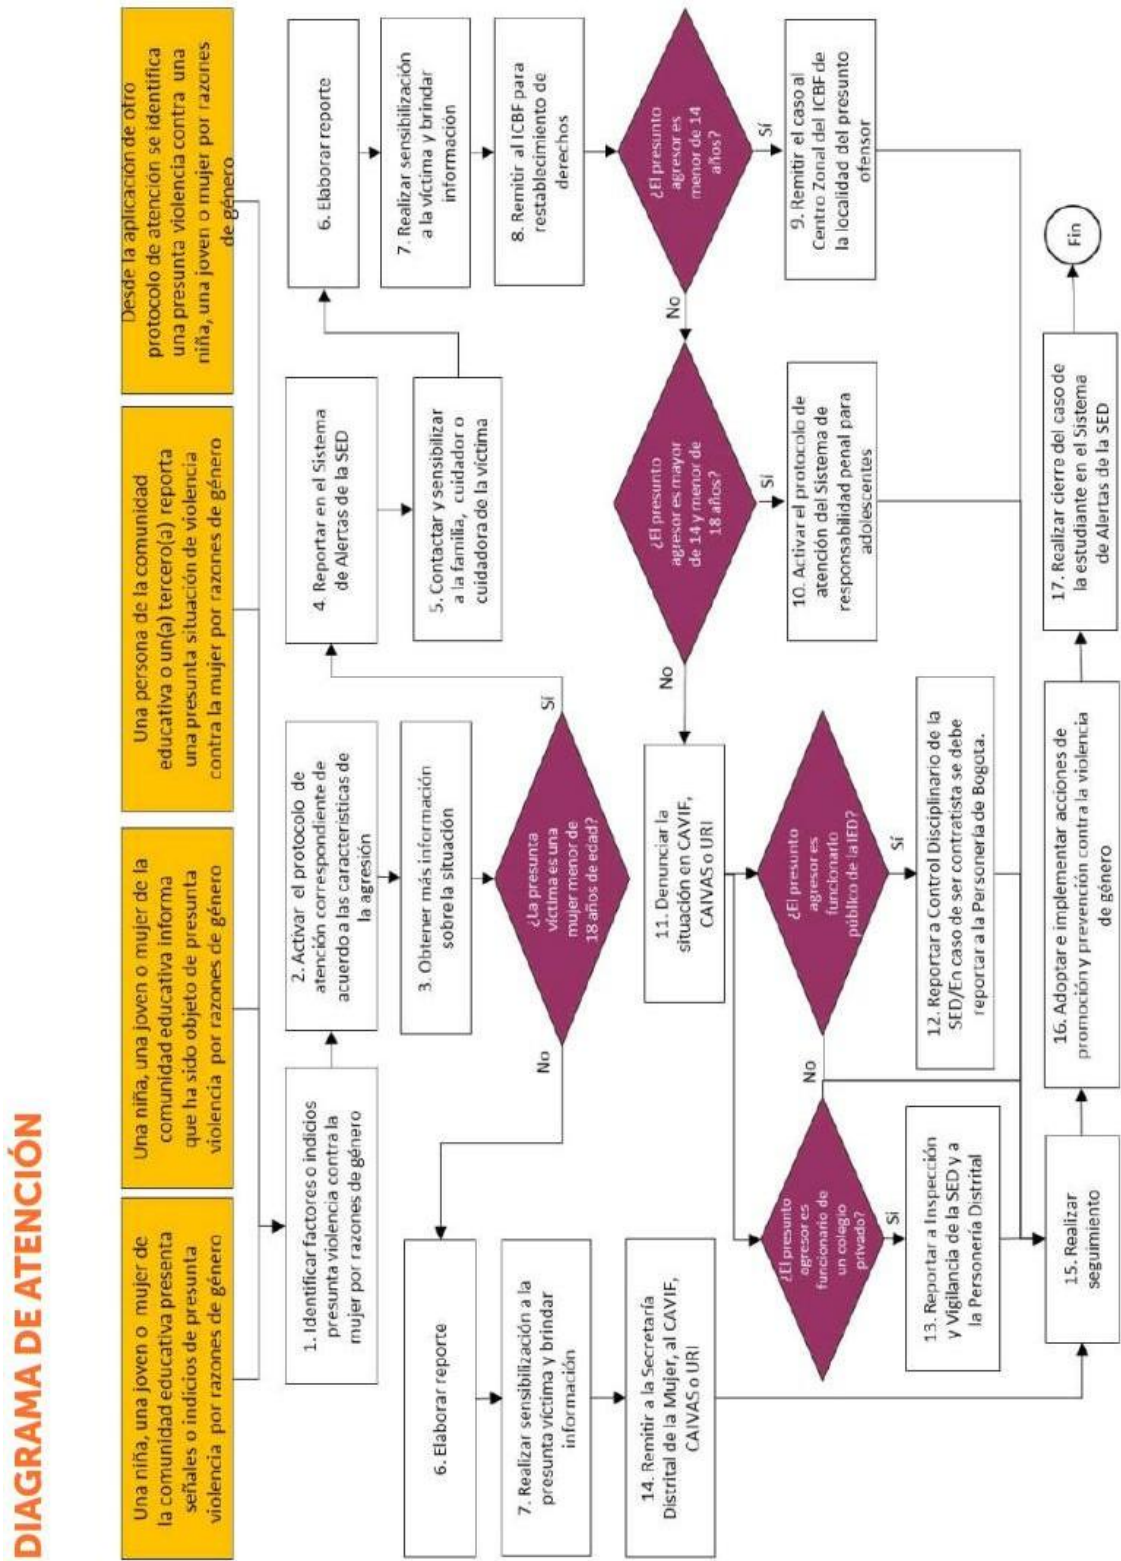 DIAGRAMA DE ATENCIÓN
Una niña, una joven o mujer de
la comunidad educativa presenta
señales o indicios de presunta
violencia por razones de género
Una niña, una joven o mujer de la
comunidad educativa informa
que ha sido objeto de presunta
violencia por razones de género
Una persona de la comunidad
educativa o un(a) tercero(a) reporta
una presunta situación de violencia
contra la mujer por razones de género
Desde la aplicación de otro
protocolo de atención se identifica
una presunta violencia contra una
niña, una joven o mujer por razones
de género
1. Identificar factores o indicios
presunta violencia contra la
mujer por razones de género
2. Activar el protocolo de
atención correspondiente de
acuerdo a las características de
la agresión
3. Obtener más información
sobre la situación
¿La presunta
víctima es una
mujer menor de
18 años de edad?
Sí
No
4. Reportar en el Sistema
de Alertas de la SED
5. Contactar y sensibilizar
a la familia, cuidador o
cuidadora de la víctima
6. Elaborar reporte
7. Realizar sensibilización
a la víctima y brindar
información
8. Remitir al ICBF para
restablecimiento de
derechos
¿El presunto
agresor es
menor de 14
años?
Sí
No
9. Remitir el caso al
Centro Zonal del ICBF de
la localidad del presunto
ofensor
¿El presunto
agresor es mayor
de 14 y menor de
18 años?
Sí
No
10. Activar el protocolo de
atención del Sistema de
responsabilidad penal para
adolescentes
11. Denunciar la
situación en CAVIF,
CAIVAS o URI
¿El presunto
agresor es
funcionario
público de la IED?
Sí
No
12. Reportar a Control Disciplinario de la
SED/En caso de ser contratista se debe
reportar a la Personería de Bogota.
¿El presunto
agresor es
funcionario de
un colegio
privado?
Sí
13. Reportar a Inspección
y Vigilancia de la SED y a
la Personería Distrital
6. Elaborar reporte
7. Realizar sensibilización a la
presunta víctima y brindar
información
14. Remitir a la Secretaría
Distrital de la Mujer, al CAVIF,
CAIVAS o URI
15. Realizar
seguimiento
16. Adoptar e implementar acciones de
promoción y prevención contra la violencia
de género
17. Realizar cierre del caso de
la estudiante en el Sistema
de Alertas de la SED
Fin